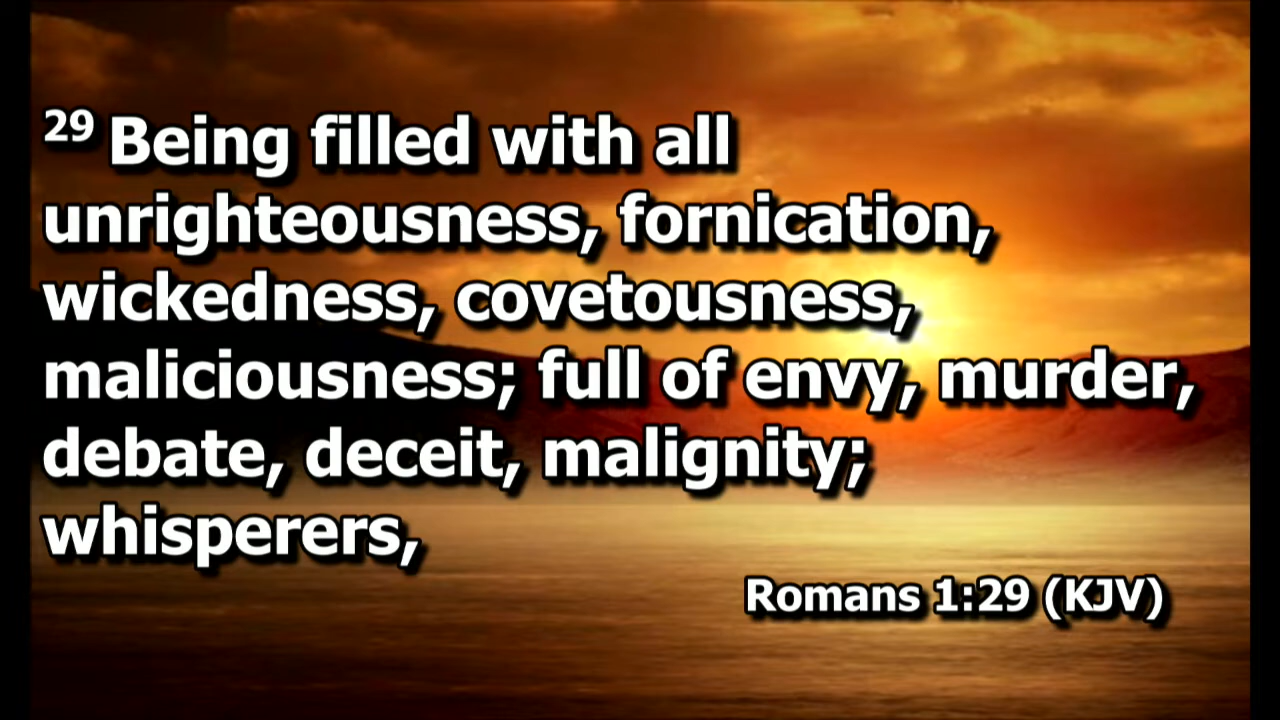 29 Being filled with all
unrighteousness, fornication,
wickedness, covetousness,
maliciousness; full of envy, murder,
debate, deceit, malignity;
whisperers,
Romans 1:29 (KJV)